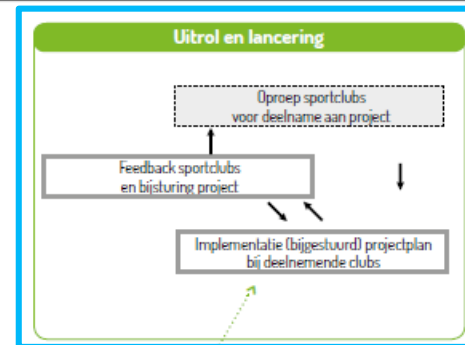 Uitrol en lancering
Oproep sportclubs
voor deelname aan project
Feedback sportclubs
en bijsturing project
Implementatie (bijgestuurd) projectplan
bij deelnemende clubs